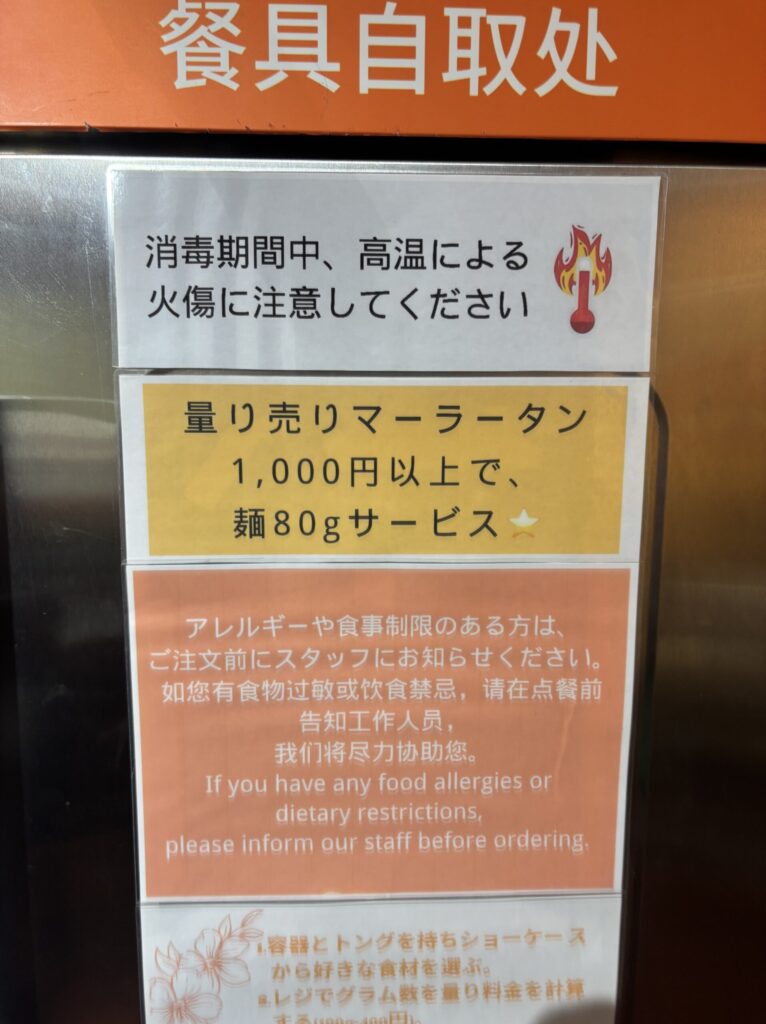 餐具自取处
消毒期間中、高温による
火傷に注意してください
量り売りマーラータン
1,000円以上で、
麺80gサービス
アレルギーや食事制限のある方は、
ご注文前にスタッフにお知らせください。
如您有食物过敏或饮食禁忌，请在点餐前
告知工作人员，
我们将尽力协助您。
If you have any food allergies or
dietary restrictions,
please inform our staff before ordering.
1.容器とトングを持ちショーケース
から好きな食材を選ぶ。
2.レジでグラム数を量り料金を計算
する(100g=400円)。